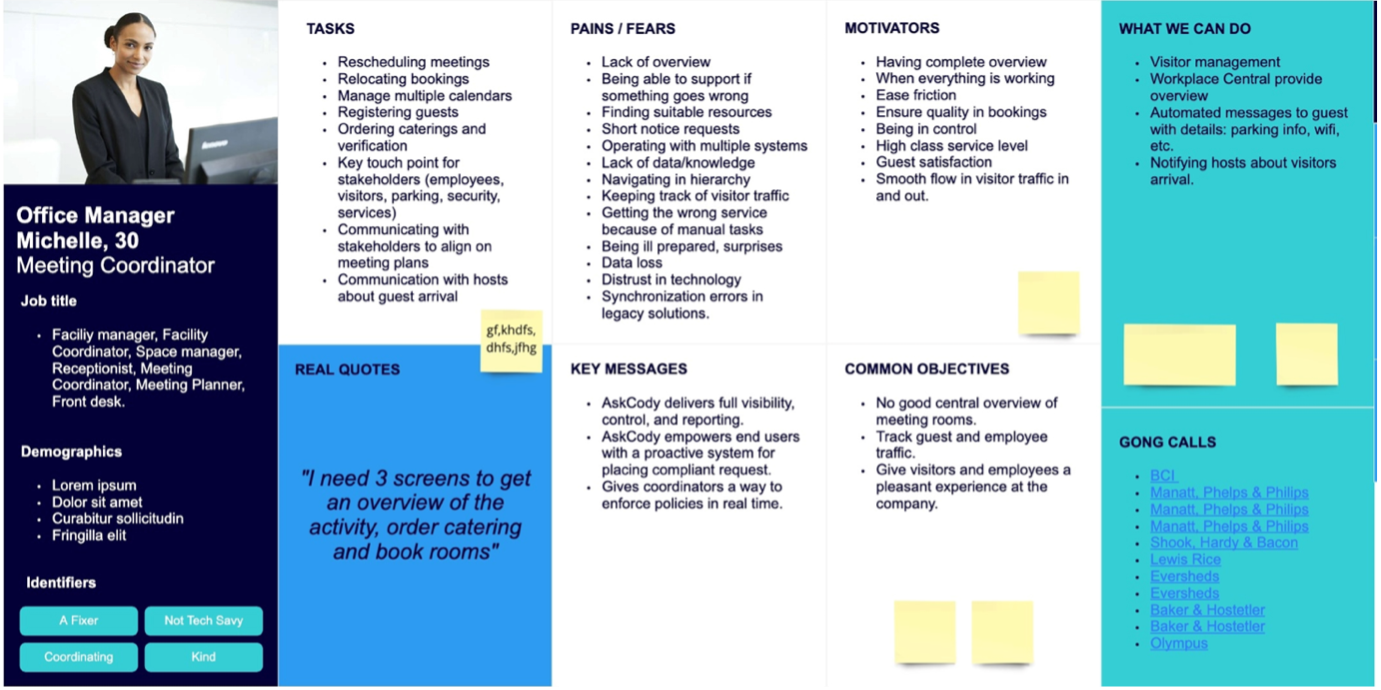 Office Manager
Michelle, 30
Meeting Coordinator
Job title
• Faciliy manager, Facility
Coordinator, Space manager,
Receptionist, Meeting
Coordinator, Meeting Planner,
Front desk.
Demographics
• Lorem ipsum
• Dolor sit amet
• Curabitur sollicitudin
• Fringilla elit
Identifiers
A Fixer
Not Tech Savy
Coordinating
Kind
TASKS
• Rescheduling meetings
• Relocating bookings
• Manage multiple calendars
• Registering guests
• Ordering caterings and
verification
• Key touch point for
stakeholders (employees,
visitors, parking, security,
services)
• Communicating with
stakeholders to align on
meeting plans
• Communication with hosts
about guest arrival
gf,khdfs,
dhfs,jfhg
REAL QUOTES
"I need 3 screens to get
an overview of the
activity, order catering
and book rooms"
PAINS / FEARS
• Lack of overview
• Being able to support if
something goes wrong
• Finding suitable resources
• Short notice requests
• Operating with multiple systems
• Lack of data/knowledge
• Navigating in hierarchy
• Keeping track of visitor traffic
• Getting the wrong service
because of manual tasks
• Being ill prepared, surprises
• Data loss
• Distrust in technology
• Synchronization errors in
legacy solutions.
KEY MESSAGES
• AskCody delivers full visibility,
control, and reporting.
• AskCody empowers end users
with a proactive system for
placing compliant request.
• Gives coordinators a way to
enforce policies in real time.
MOTIVATORS
• Having complete overview
• When everything is working
• Ease friction
• Ensure quality in bookings
• Being in control
• High class service level
• Guest satisfaction
• Smooth flow in visitor traffic in
and out.
COMMON OBJECTIVES
• No good central overview of
meeting rooms.
• Track guest and employee
traffic.
• Give visitors and employees a
pleasant experience at the
company.
WHAT WE CAN DO
• Visitor management
• Workplace Central provide
overview
• Automated messages to guest
with details: parking info, wifi,
etc.
• Notifying hosts about visitors
arrival.
GONG CALLS
• BCI
• Manatt, Phelps & Philips
• Manatt, Phelps & Philips
• Manatt, Phelps & Philips
• Shook, Hardy & Bacon
• Lewis Rice
• Eversheds
• Eversheds
• Baker & Hostetler
• Baker & Hostetler
• Olympus
lenovo